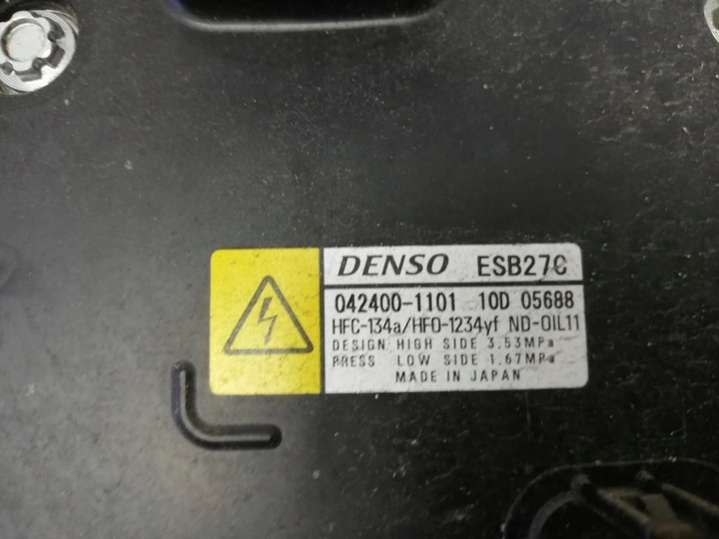 DENSO ESB27C
042400-1101 10D 05688
HFC-134a/HFO-1234yf ND-OIL11
DESIGN HIGH SIDE 3.53MPa
PRESS LOW SIDE 1.67MPa
MADE IN JAPAN